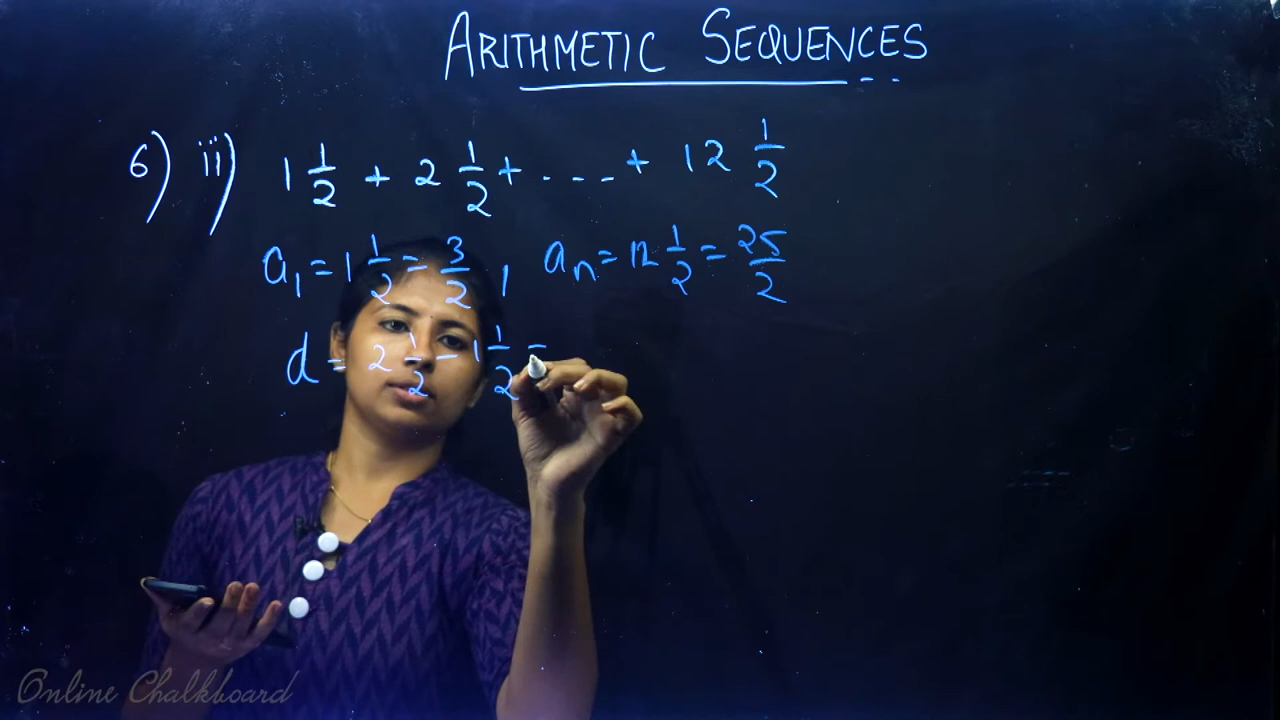 ARITHMETIC SEQUENCES
6) ii) 1 1/2 + 2 1/2 + ---- + 12 1/2
a₁ = 1 1/2 = 3/2 , aₙ = 12 1/2 = 25/2
d = 2 1/2 - 1 1/2 =
Online Chalkboard